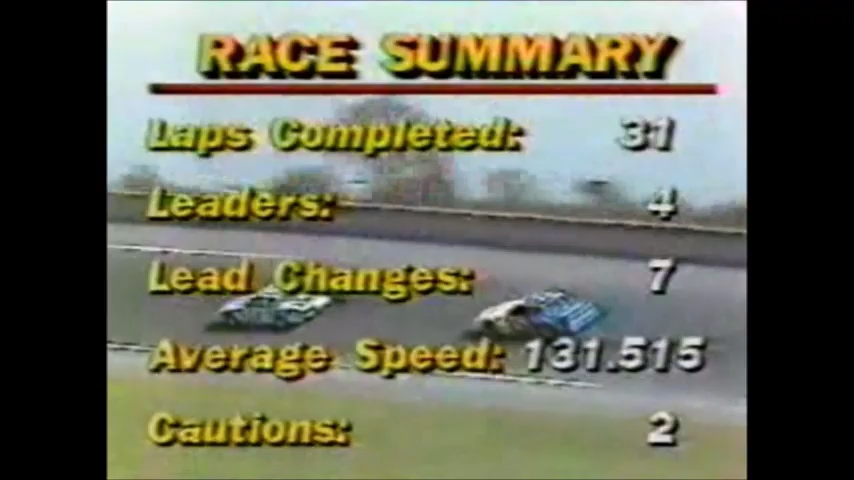 RACE SUMMARY
Laps Completed: 31
Leaders: 4
Lead Changes: 7
Average Speed: 131.515
Cautions: 2